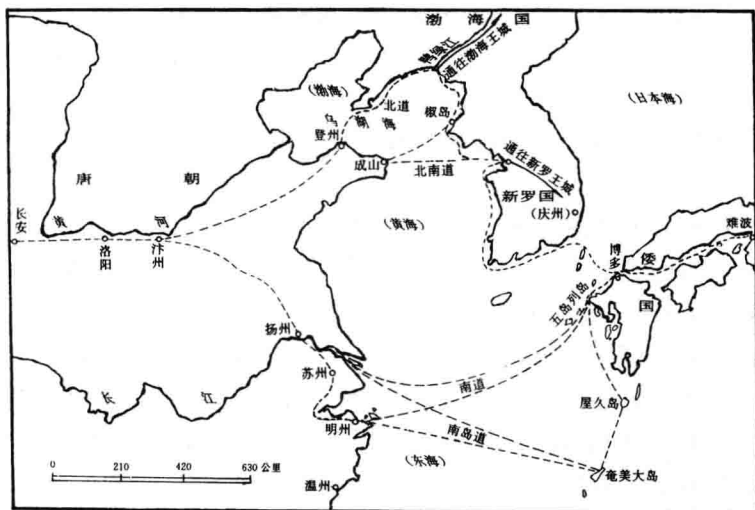 渤海国
鸭绿江
通往渤海王城
(渤海)
北道
乌湖海
椒岛
(日本海)
登州
成山
北南道
通往新罗王城
唐朝
新罗国
(庆州)
黄河
长安
洛阳
汴州
(黄海)
博多
倭国
难波
五岛列岛
扬州
苏州
南道
长江
明州
南岛道
屋久岛
0 210 420 630 公里
(东海)
奄美大岛
温州